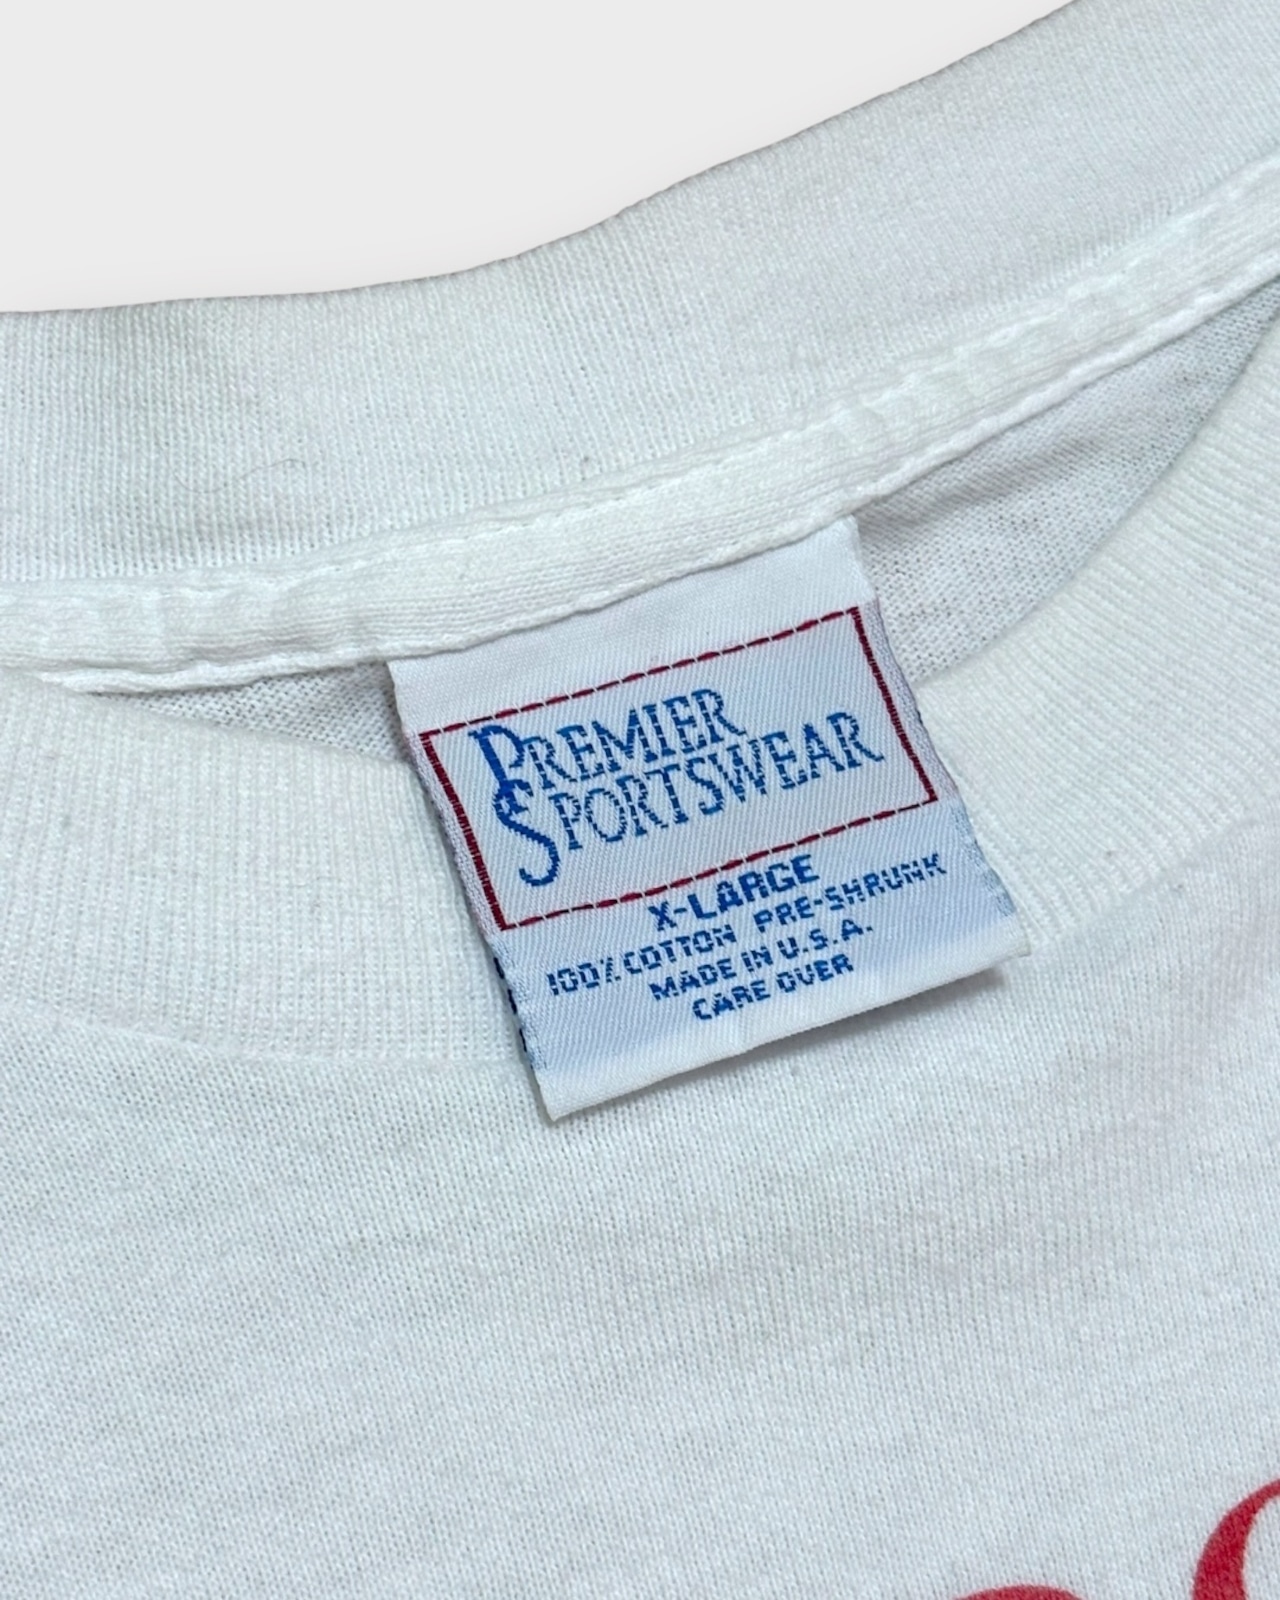 PREMIER
SPORTSWEAR
X-LARGE
100% COTTON PRE-SHRUNK
MADE IN U.S.A.
CARE OVER